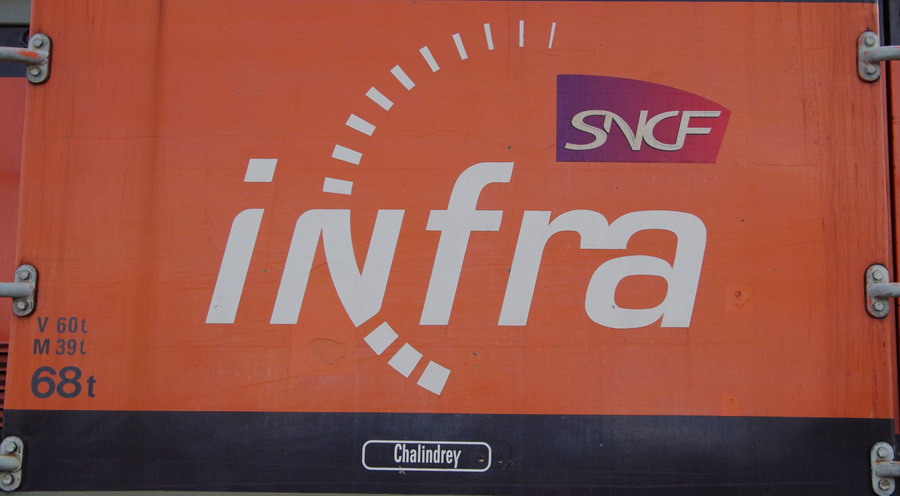 SNCF
infra
V 60t
M 39t
68t
Chalindrey